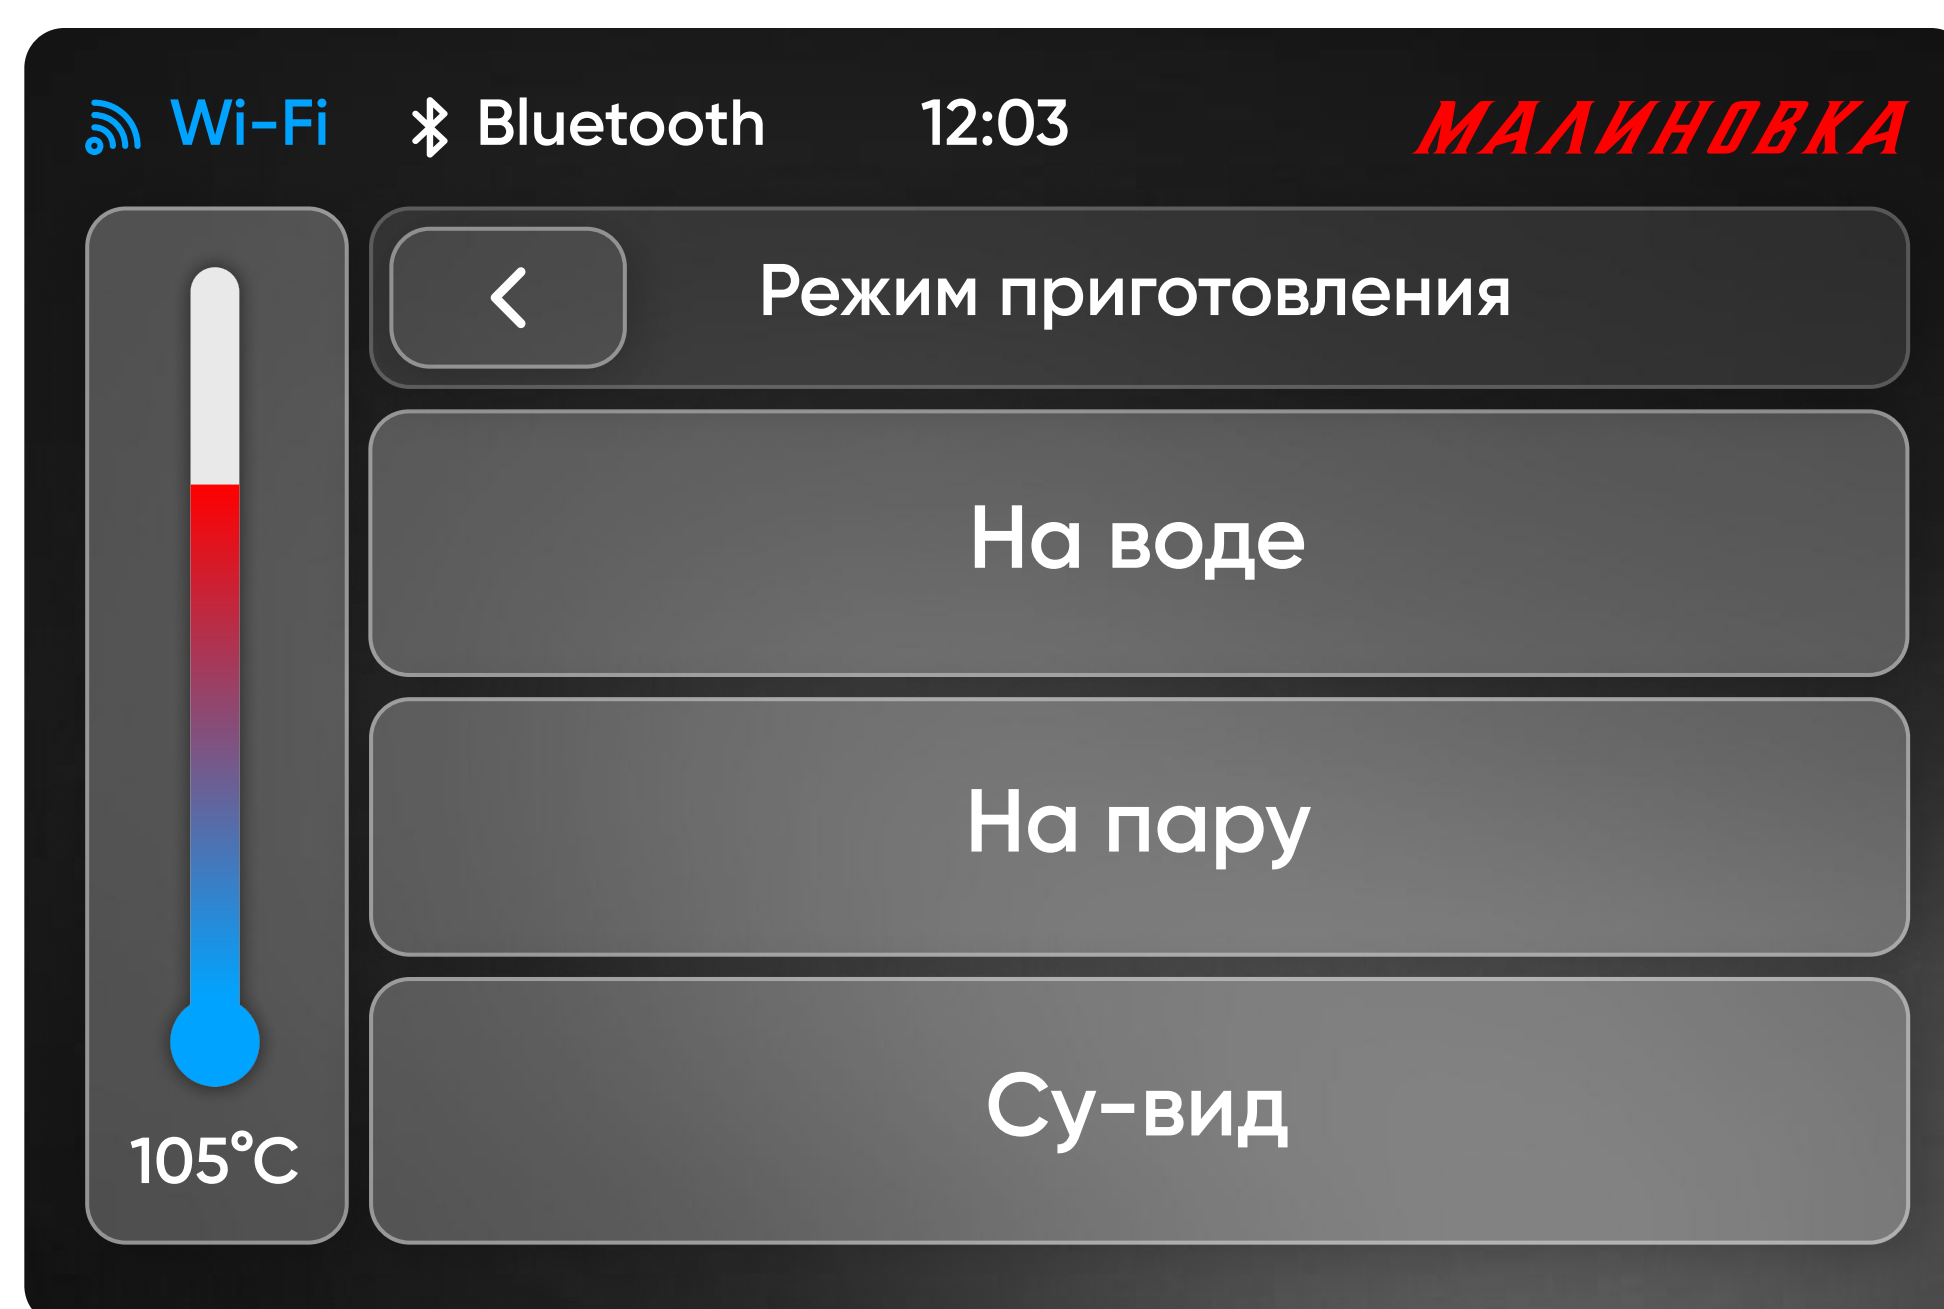 Wi-Fi Bluetooth 12:03 МАЛИНОВКА
Режим приготовления
На воде
На пару
Су-вид
105°C